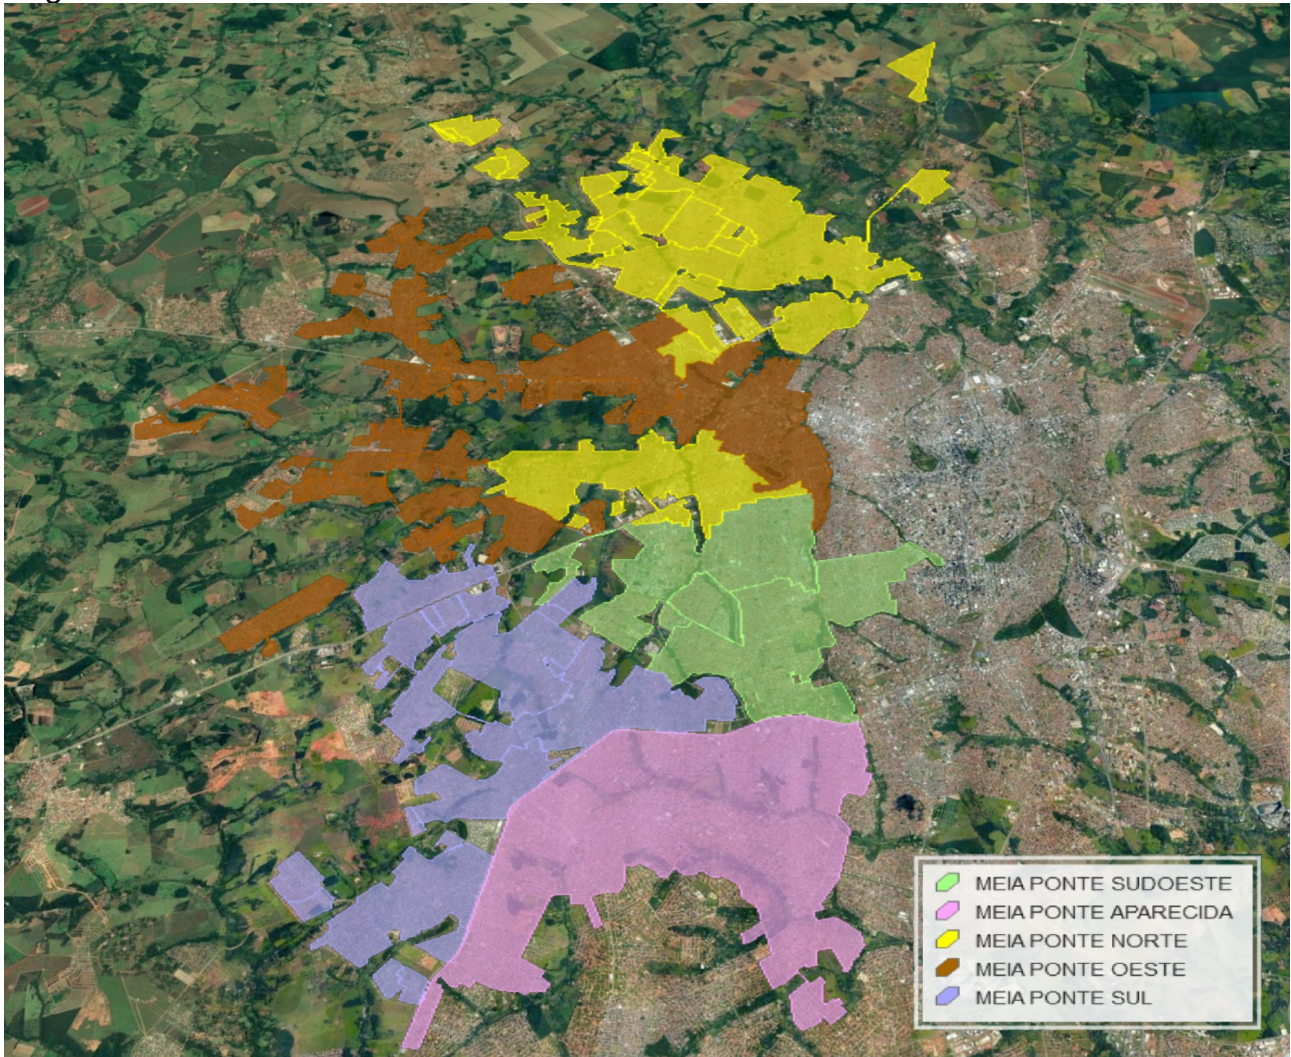 MEIA PONTE SUDOESTE
MEIA PONTE APARECIDA
MEIA PONTE NORTE
MEIA PONTE OESTE
MEIA PONTE SUL